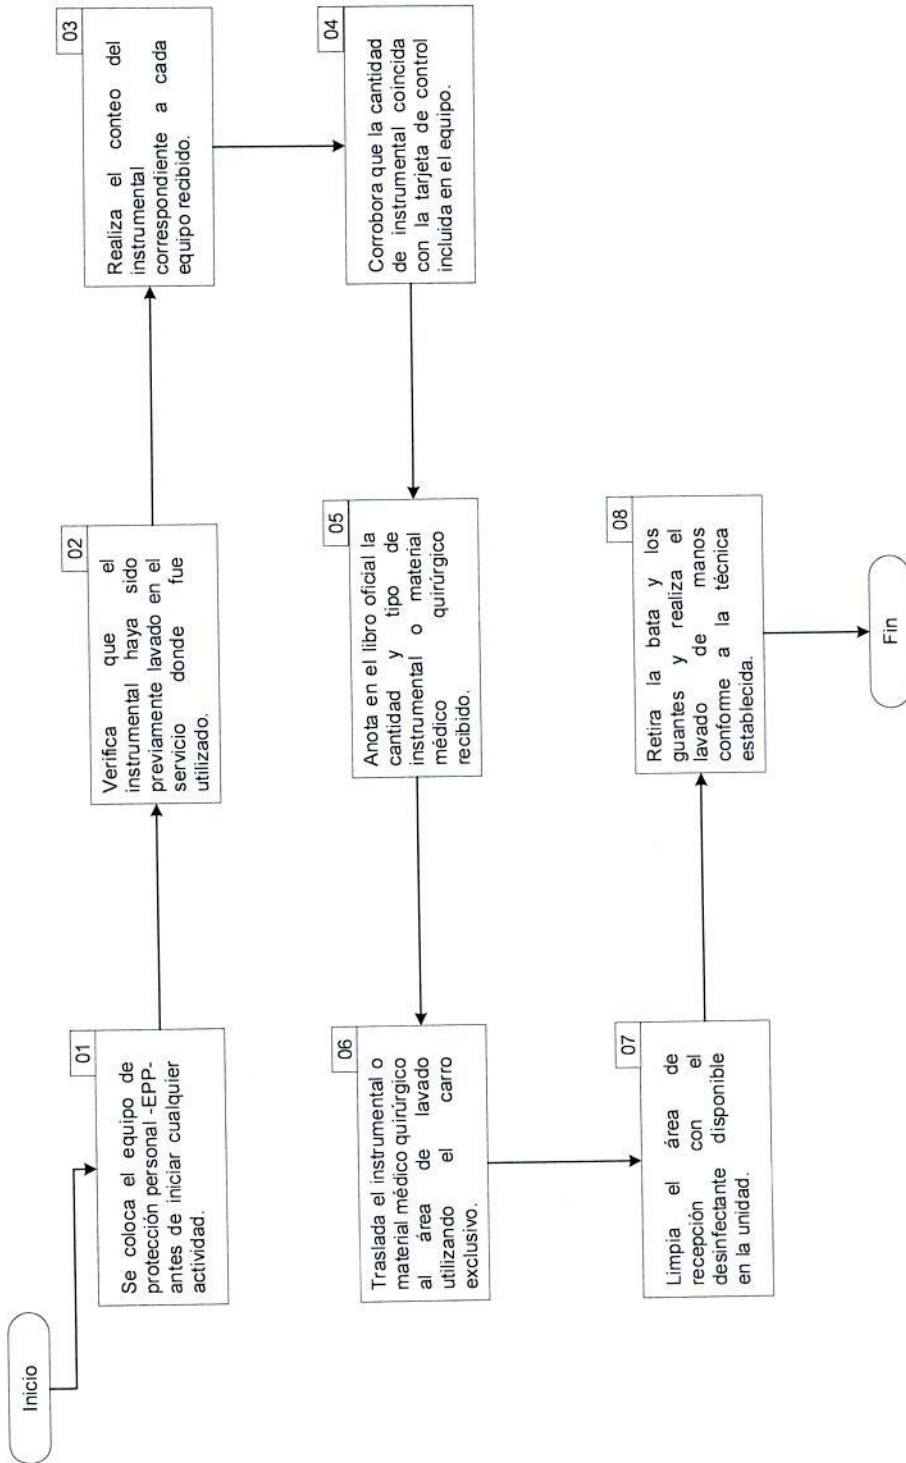 Inicio
01
Se coloca el equipo de
protección personal -EPP-
antes de iniciar cualquier
actividad.
02
Verifica que el
instrumental haya sido
previamente lavado en el
servicio donde fue
utilizado.
03
Realiza el conteo del
instrumental
correspondiente a cada
equipo recibido.
04
Corrobora que la cantidad
de instrumental coincida
con la tarjeta de control
incluida en el equipo.
05
Anota en el libro oficial la
cantidad y tipo de
instrumental o material
médico quirúrgico
recibido.
06
Traslada el instrumental o
material médico quirúrgico
al área de lavado
utilizando el carro
exclusivo.
07
Limpia el área de
recepción con el
desinfectante disponible
en la unidad.
08
Retira la bata y los
guantes y realiza el
lavado de manos
conforme a la técnica
establecida.
Fin